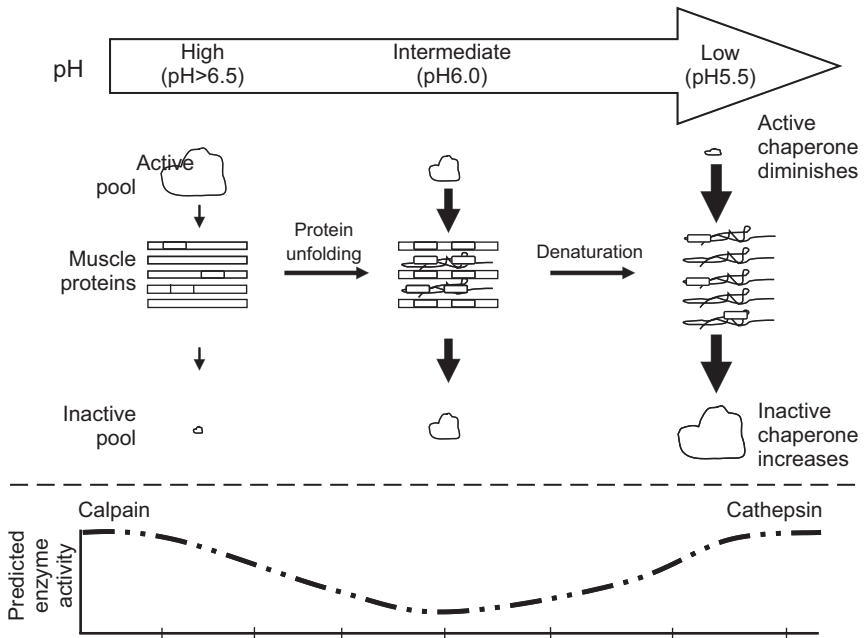 pH
High
(pH>6.5)
Intermediate
(pH6.0)
Low
(pH5.5)
Active
pool
Active
chaperone
diminishes
Muscle
proteins
Protein
unfolding
Denaturation
Inactive
pool
Inactive
chaperone
increases
Calpain
Cathepsin
Predicted
enzyme
activity